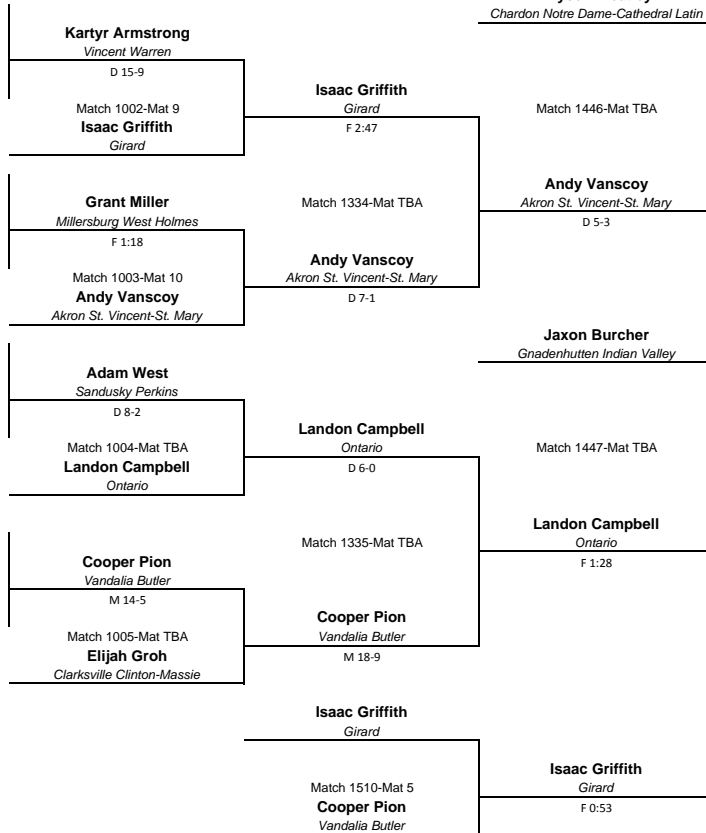 Chardon Notre Dame-Cathedral Latin
Kartyr Armstrong
Vincent Warren
D 15-9
Match 1002-Mat 9
Isaac Griffith
Girard
Isaac Griffith
Girard
F 2:47
Match 1446-Mat TBA
Grant Miller
Millersburg West Holmes
F 1:18
Match 1003-Mat 10
Andy Vanscoy
Akron St. Vincent-St. Mary
Match 1334-Mat TBA
Andy Vanscoy
Akron St. Vincent-St. Mary
D 7-1
Andy Vanscoy
Akron St. Vincent-St. Mary
D 5-3
Jaxon Burcher
Gnadenhutten Indian Valley
Adam West
Sandusky Perkins
D 8-2
Match 1004-Mat TBA
Landon Campbell
Ontario
Landon Campbell
Ontario
D 6-0
Match 1447-Mat TBA
Cooper Pion
Vandalia Butler
M 14-5
Match 1005-Mat TBA
Elijah Groh
Clarksville Clinton-Massie
Match 1335-Mat TBA
Cooper Pion
Vandalia Butler
M 18-9
Landon Campbell
Ontario
F 1:28
Isaac Griffith
Girard
Match 1510-Mat 5
Cooper Pion
Vandalia Butler
Isaac Griffith
Girard
F 0:53